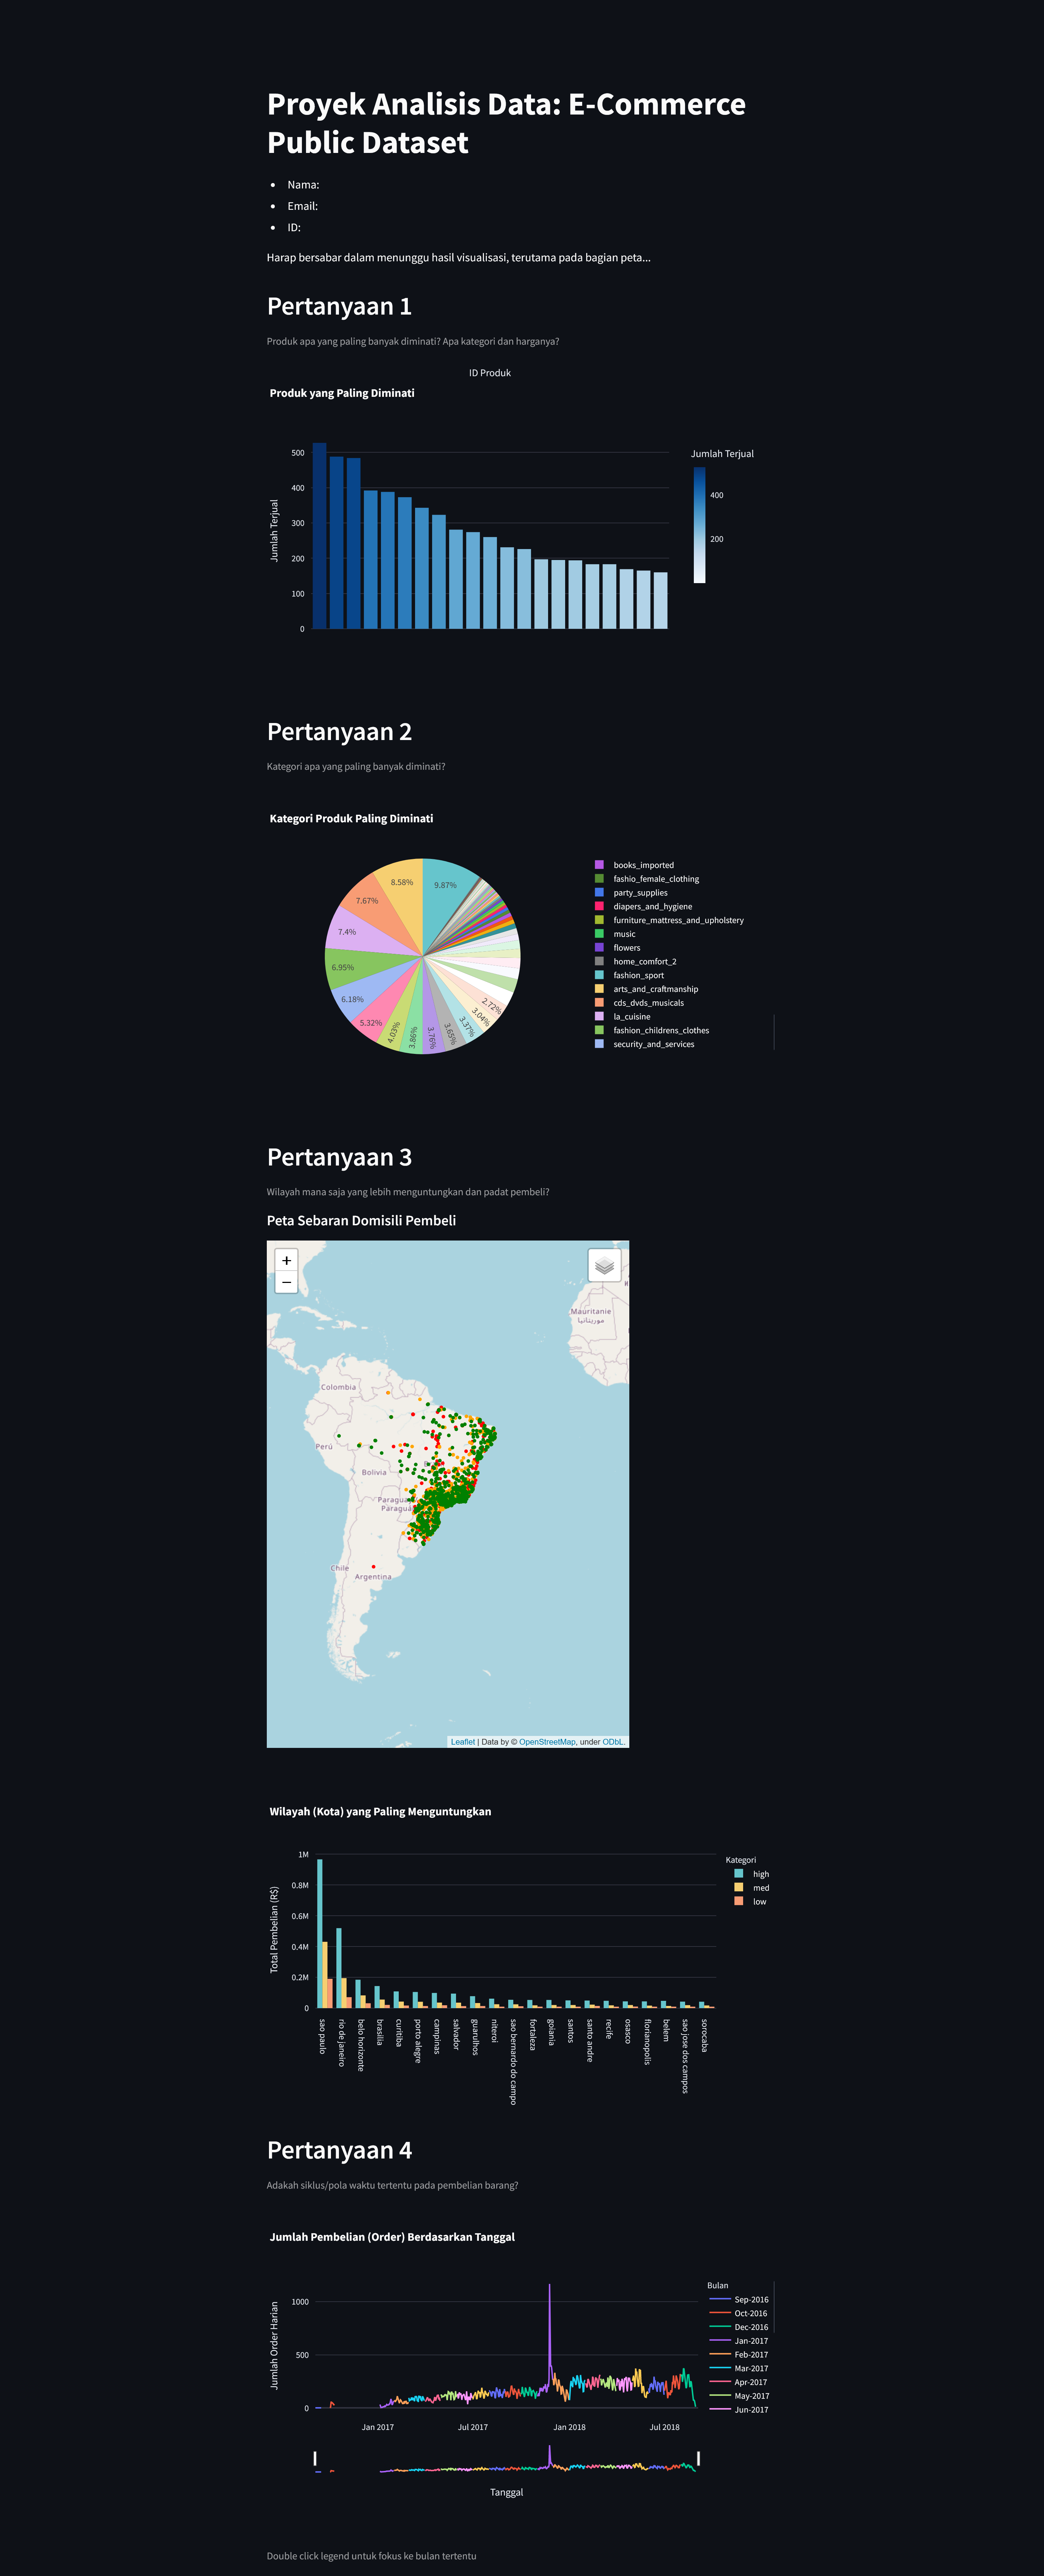 Proyek Analisis Data: E-Commerce
Public Dataset
Nama:
Email:
ID:
Harap bersabar dalam menunggu hasil visualisasi, terutama pada bagian peta...
Pertanyaan 1
Produk apa yang paling banyak diminati? Apa kategori dan harganya?
ID Produk
Produk yang Paling Diminati
Jumlah Terjual
500
400
300
200
100
0
Jumlah Terjual
400
200
Pertanyaan 2
Kategori apa yang paling banyak diminati?
Kategori Produk Paling Diminati
9.87%
8.58%
7.67%
7.4%
6.95%
6.18%
5.32%
4.03%
3.86%
3.76%
3.65%
3.37%
3.04%
2.72%
books_imported
fashio_female_clothing
party_supplies
diapers_and_hygiene
furniture_mattress_and_upholstery
music
flowers
home_comfort_2
fashion_sport
arts_and_craftmanship
cds_dvds_musicals
la_cuisine
fashion_childrens_clothes
security_and_services
Pertanyaan 3
Wilayah mana saja yang lebih menguntungkan dan padat pembeli?
Peta Sebaran Domisili Pembeli
+
−
Mauritanie
موريتانيا
Colombia
Perú
Bolivia
Chile
Argentina
Leaflet | Data by © OpenStreetMap, under ODbL.
Wilayah (Kota) yang Paling Menguntungkan
Total Pembelian (R$)
1M
0.8M
0.6M
0.4M
0.2M
0
sao paulo
rio de janeiro
belo horizonte
brasilia
curitiba
porto alegre
campinas
salvador
guarulhos
niteroi
sao bernardo do campo
fortaleza
goiania
santos
santo andre
recife
osasco
florianopolis
belem
sao jose dos campos
sorocaba
Kategori
high
med
low
Pertanyaan 4
Adakah siklus/pola waktu tertentu pada pembelian barang?
Jumlah Pembelian (Order) Berdasarkan Tanggal
Jumlah Order Harian
1000
500
0
Jan 2017
Jul 2017
Jan 2018
Jul 2018
Tanggal
Bulan
Sep-2016
Oct-2016
Dec-2016
Jan-2017
Feb-2017
Mar-2017
Apr-2017
May-2017
Jun-2017
Double click legend untuk fokus ke bulan tertentu